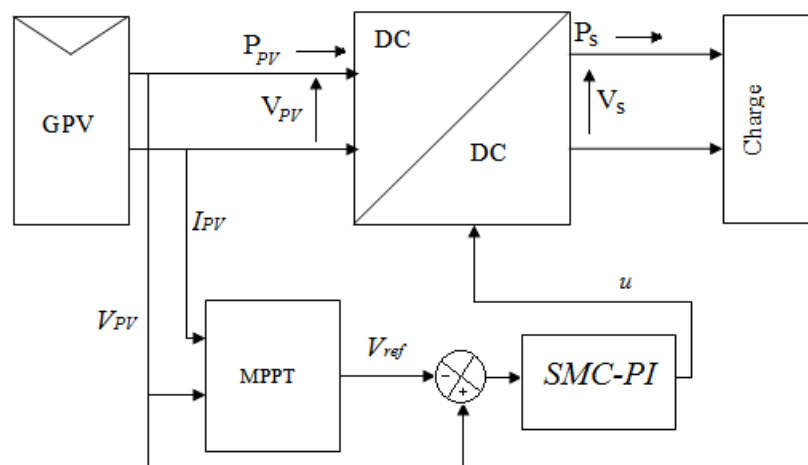 GPV
P_PV
V_PV
DC
DC
P_s
V_s
Charge
I_PV
V_PV
MPPT
V_ref
-
+
SMC-PI
u